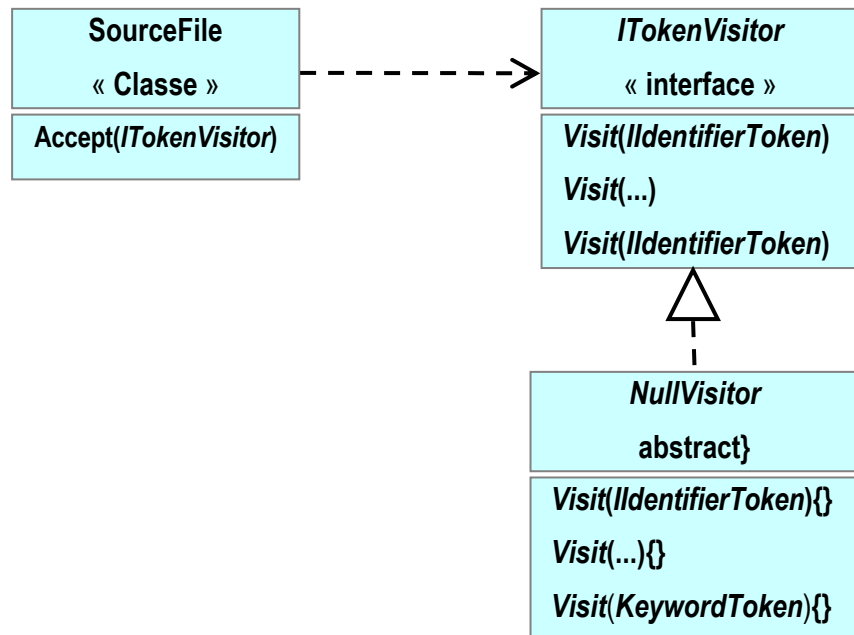 SourceFile
« Classe »
Accept(ITokenVisitor)
ITokenVisitor
« interface »
Visit(IIdentifierToken)
Visit(...)
Visit(IIdentifierToken)
NullVisitor
abstract}
Visit(IIdentifierToken){}
Visit(...){}
Visit(KeywordToken){}